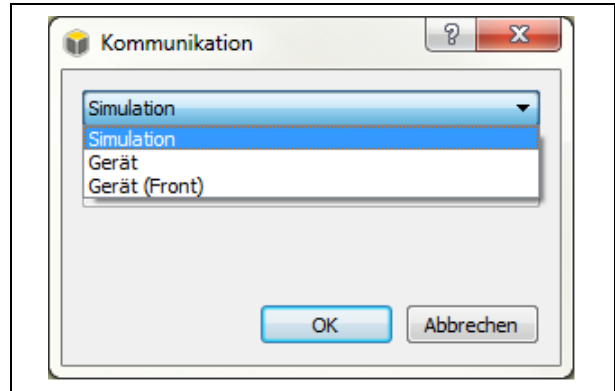 Kommunikation
Simulation
Simulation
Gerät
Gerät (Front)
OK Abbrechen